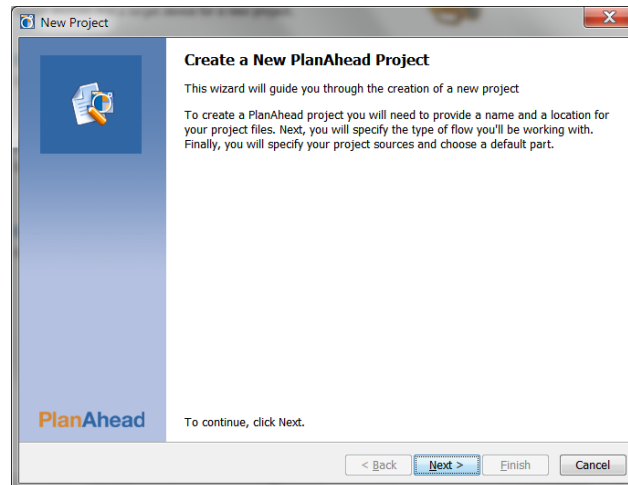 New Project
Create a New PlanAhead Project
This wizard will guide you through the creation of a new project
To create a PlanAhead project you will need to provide a name and a location for
your project files. Next, you will specify the type of flow you'll be working with.
Finally, you will specify your project sources and choose a default part.
PlanAhead
To continue, click Next.
< Back
Next >
Finish
Cancel